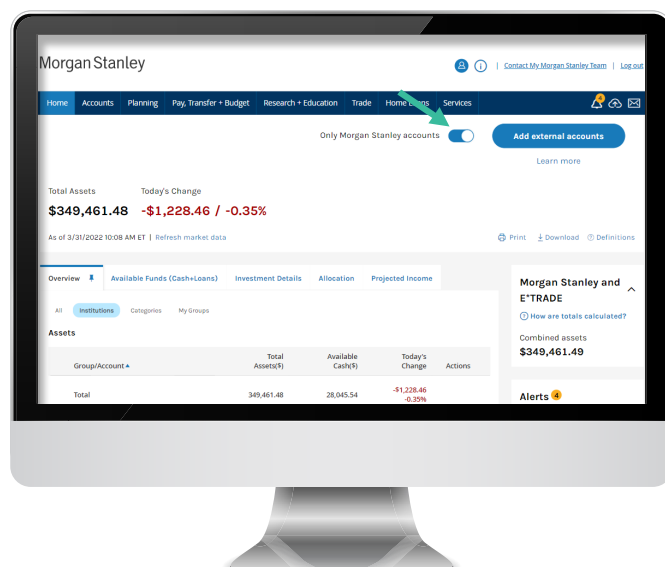 Morgan Stanley
Contact My Morgan Stanley Team | Log out
Home Accounts Planning Pay, Transfer + Budget Research + Education Trade Home Loans Services
4
Only Morgan Stanley accounts
Add external accounts
Learn more
Total Assets Today's Change
$349,461.48 -$1,228.46 / -0.35%
As of 3/31/2022 10:08 AM ET | Refresh market data
Print Download Definitions
Overview Available Funds (Cash+Loans) Investment Details Allocation Projected Income
All Institutions Categories My Groups
Assets
Group/Account Total Assets($) Available Cash($) Today's Change Actions
Total 349,461.48 28,045.54 -$1,228.46 -0.35%
Morgan Stanley and
E*TRADE
How are totals calculated?
Combined assets
$349,461.49
Alerts 4